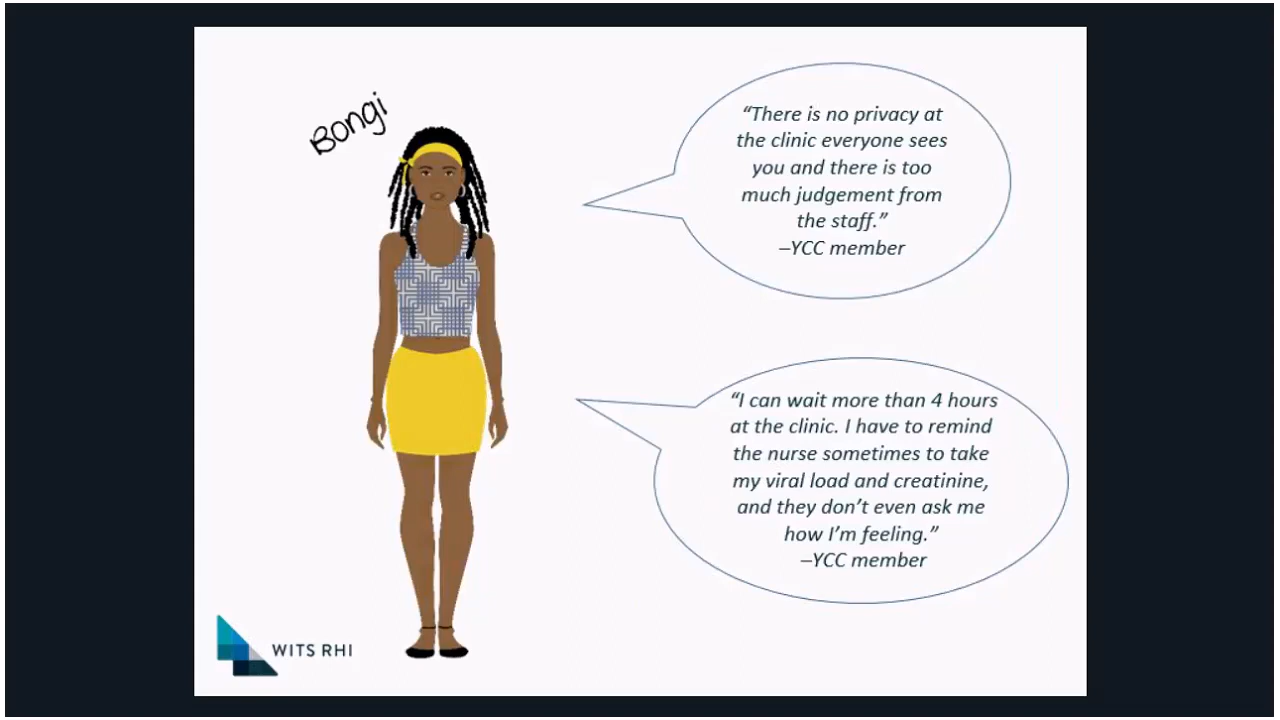 Bongi
“There is no privacy at
the clinic everyone sees
you and there is too
much judgement from
the staff.”
–YCC member
“I can wait more than 4 hours
at the clinic. I have to remind
the nurse sometimes to take
my viral load and creatinine,
and they don’t even ask me
how I’m feeling.”
–YCC member
WITS RHI